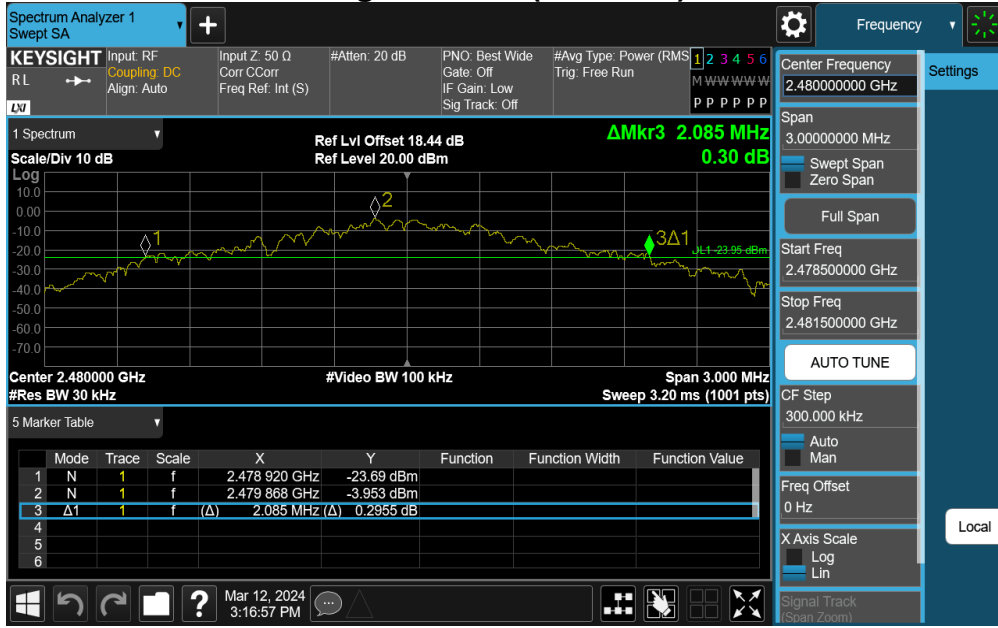 Spectrum Analyzer 1
Swept SA
Frequency
KEYSIGHT
RL
LXI
Input: RF
Coupling: DC
Align: Auto
Input Z: 50 Ω
Corr CCorr
Freq Ref: Int (S)
#Atten: 20 dB
PNO: Best Wide
Gate: Off
IF Gain: Low
Sig Track: Off
#Avg Type: Power (RMS
Trig: Free Run
1 2 3 4 5 6
M W W W W W
P P P P P P
Center Frequency
2.480000000 GHz
Settings
Span
3.00000000 MHz
Swept Span
Zero Span
Full Span
Start Freq
2.478500000 GHz
Stop Freq
2.481500000 GHz
AUTO TUNE
CF Step
300.000 kHz
Auto
Man
Freq Offset
0 Hz
X Axis Scale
Log
Lin
Signal Track
(Span Zoom)
Local
1 Spectrum
Scale/Div 10 dB
Log
Ref Lvl Offset 18.44 dB
Ref Level 20.00 dBm
ΔMkr3 2.085 MHz
0.30 dB
10.0
0.00
-10.0
-20.0
-30.0
-40.0
-50.0
-60.0
-70.0
1
2
3Δ1
DL1 -23.95 dBm
Center 2.480000 GHz
#Video BW 100 kHz
Span 3.000 MHz
#Res BW 30 kHz
Sweep 3.20 ms (1001 pts)
5 Marker Table
Mode Trace Scale X Y Function Function Width Function Value
1 N 1 f 2.478 920 GHz -23.69 dBm
2 N 1 f 2.479 868 GHz -3.953 dBm
3 Δ1 1 f (Δ) 2.085 MHz (Δ) 0.2955 dB
4
5
6
?
Mar 12, 2024
3:16:57 PM